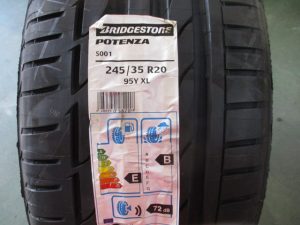 BRIDGESTONE
POTENZA
S001
245/35 R20
95Y XL
B
E
72 dB